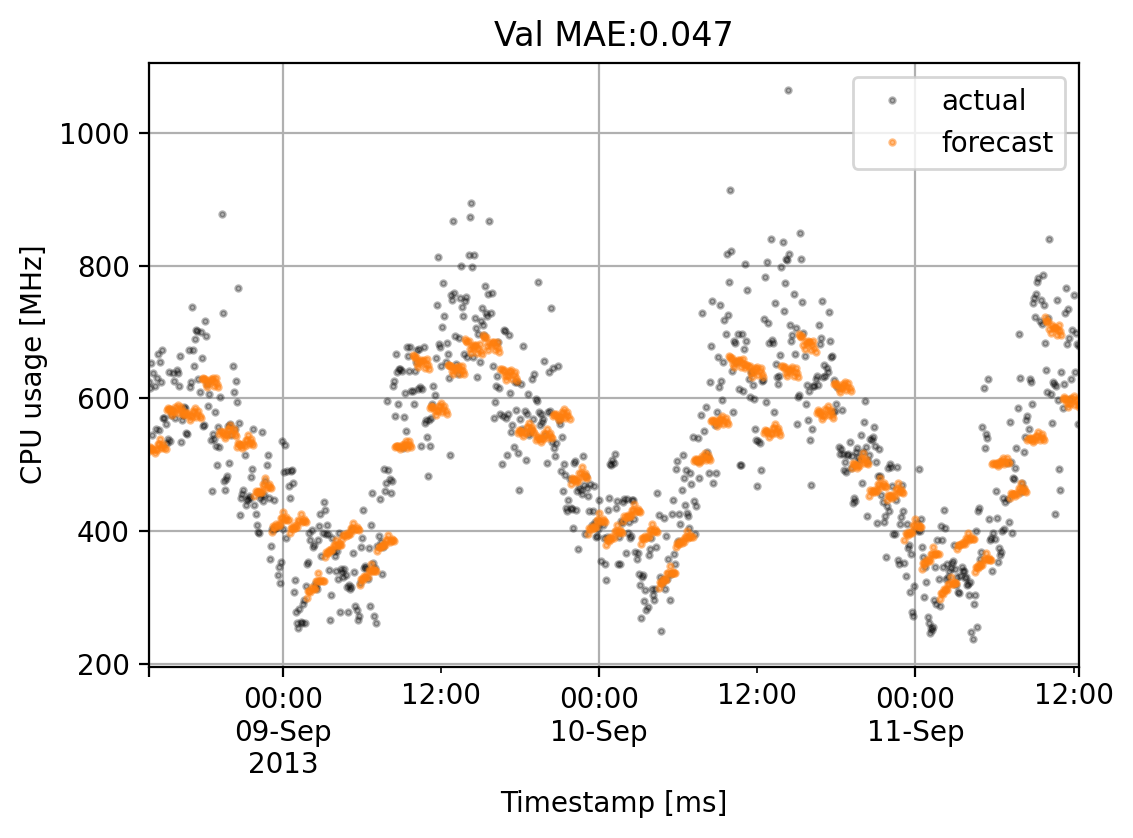 Val MAE:0.047
actual
forecast
CPU usage [MHz]
1000
800
600
400
200
00:00 12:00 00:00 12:00 00:00 12:00
09-Sep 10-Sep 11-Sep
2013
Timestamp [ms]